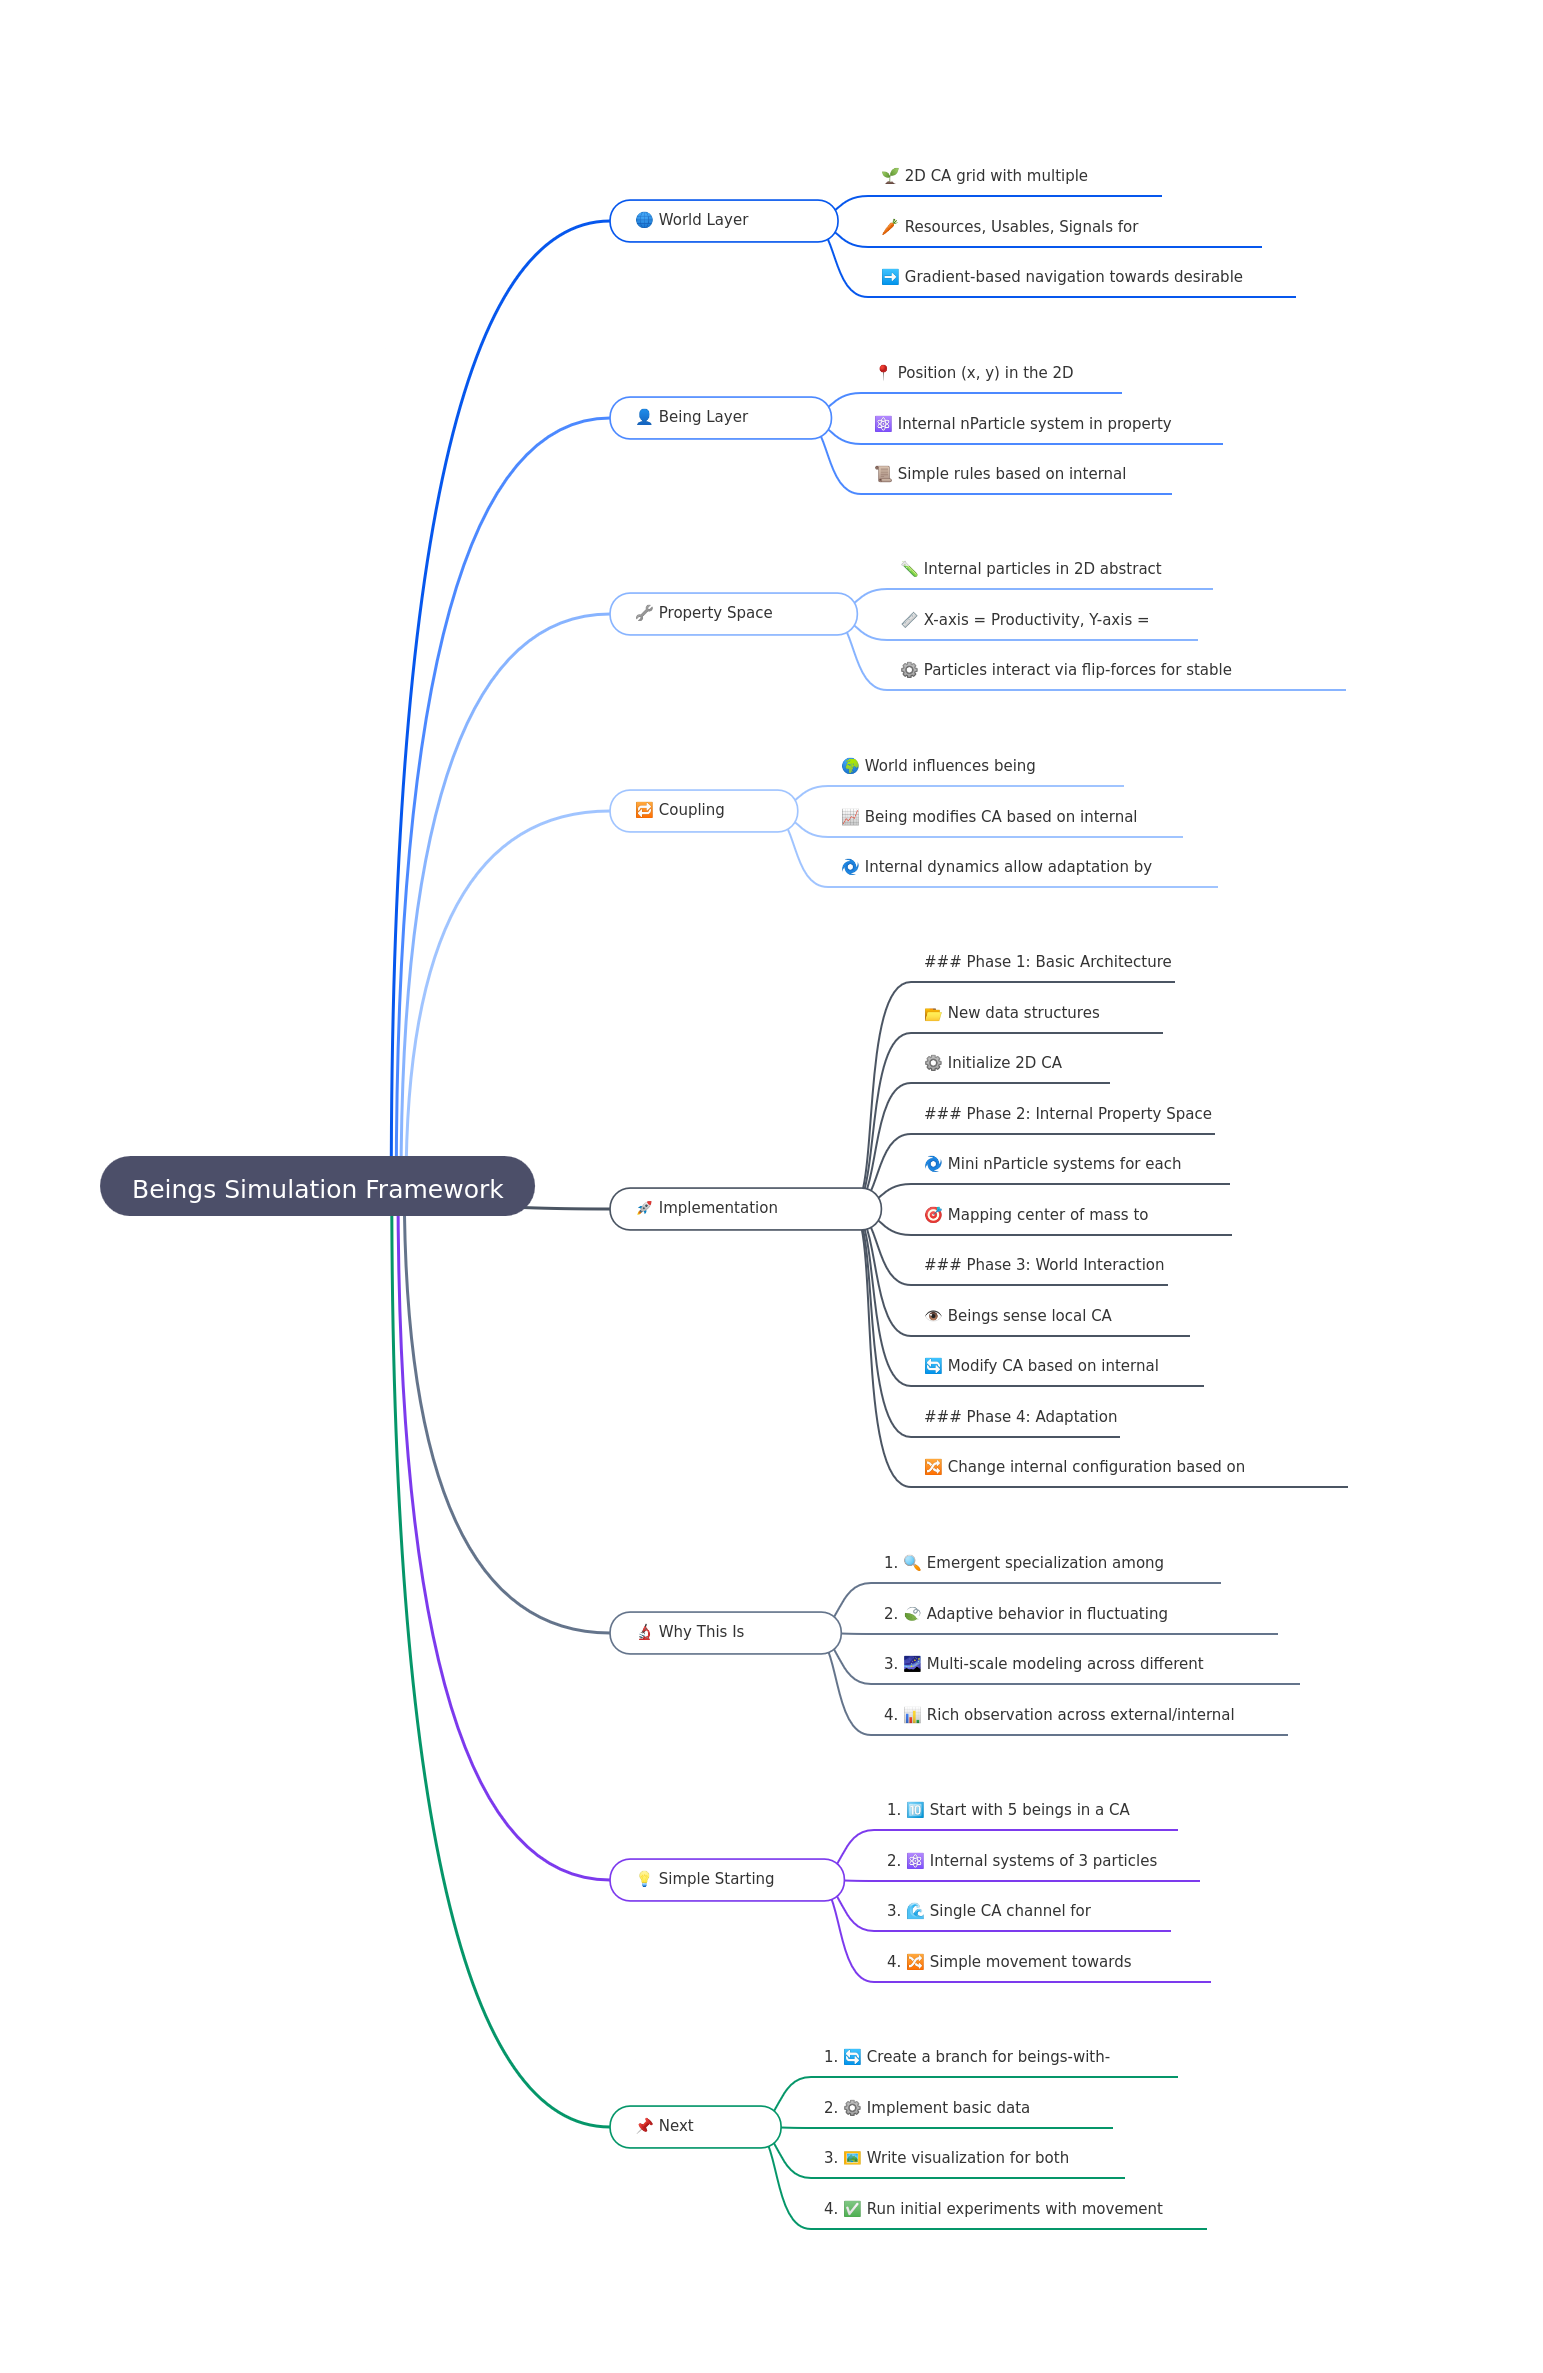 🌐 World Layer
🌱 2D CA grid with multiple
🥕 Resources, Usables, Signals for
➡️ Gradient-based navigation towards desirable
👤 Being Layer
📍 Position (x, y) in the 2D
⚛️ Internal nParticle system in property
📜 Simple rules based on internal
🔧 Property Space
🧪 Internal particles in 2D abstract
📏 X-axis = Productivity, Y-axis =
⚙️ Particles interact via flip-forces for stable
🔁 Coupling
🌍 World influences being
📈 Being modifies CA based on internal
🌀 Internal dynamics allow adaptation by
Beings Simulation Framework
🚀 Implementation
### Phase 1: Basic Architecture
📂 New data structures
⚙️ Initialize 2D CA
### Phase 2: Internal Property Space
🌀 Mini nParticle systems for each
🎯 Mapping center of mass to
### Phase 3: World Interaction
👁️ Beings sense local CA
🔄 Modify CA based on internal
### Phase 4: Adaptation
🔀 Change internal configuration based on
🔬 Why This Is
1. 🔍 Emergent specialization among
2. 🍃 Adaptive behavior in fluctuating
3. 🌌 Multi-scale modeling across different
4. 📊 Rich observation across external/internal
💡 Simple Starting
1. 🔟 Start with 5 beings in a CA
2. ⚛️ Internal systems of 3 particles
3. 🌊 Single CA channel for
4. 🔀 Simple movement towards
📌 Next
1. 🔄 Create a branch for beings-with-
2. ⚙️ Implement basic data
3. 🖼️ Write visualization for both
4. ✅ Run initial experiments with movement